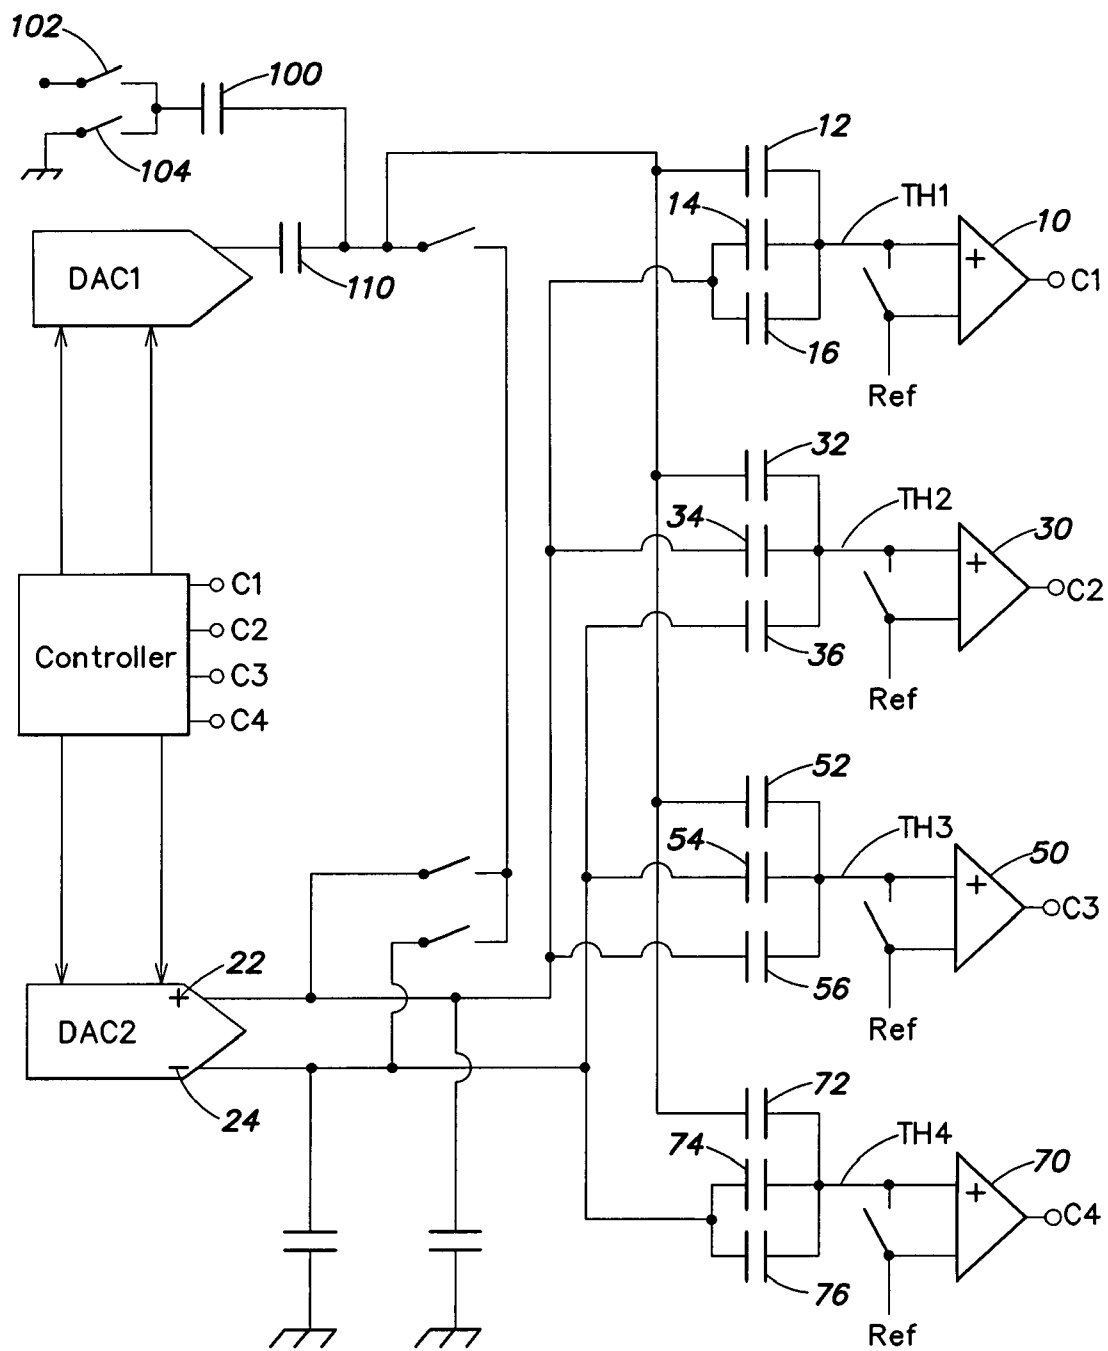 102
100
104
12
14
TH1
10
+
C1
DAC1
110
16
Ref
32
34
TH2
30
+
C2
36
Ref
C1
C2
Controller
C3
C4
52
54
TH3
50
+
C3
56
Ref
22
+
DAC2
−
24
72
74
TH4
70
+
C4
76
Ref